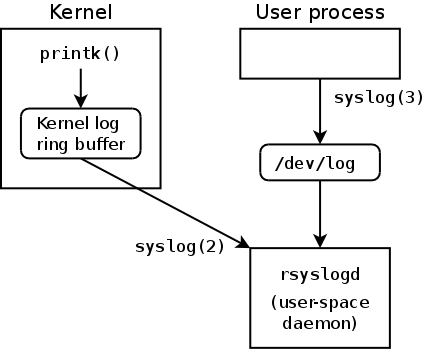 Kernel
printk()
Kernel log
ring buffer
syslog(2)
User process
syslog(3)
/dev/log
rsyslogd
(user-space
daemon)